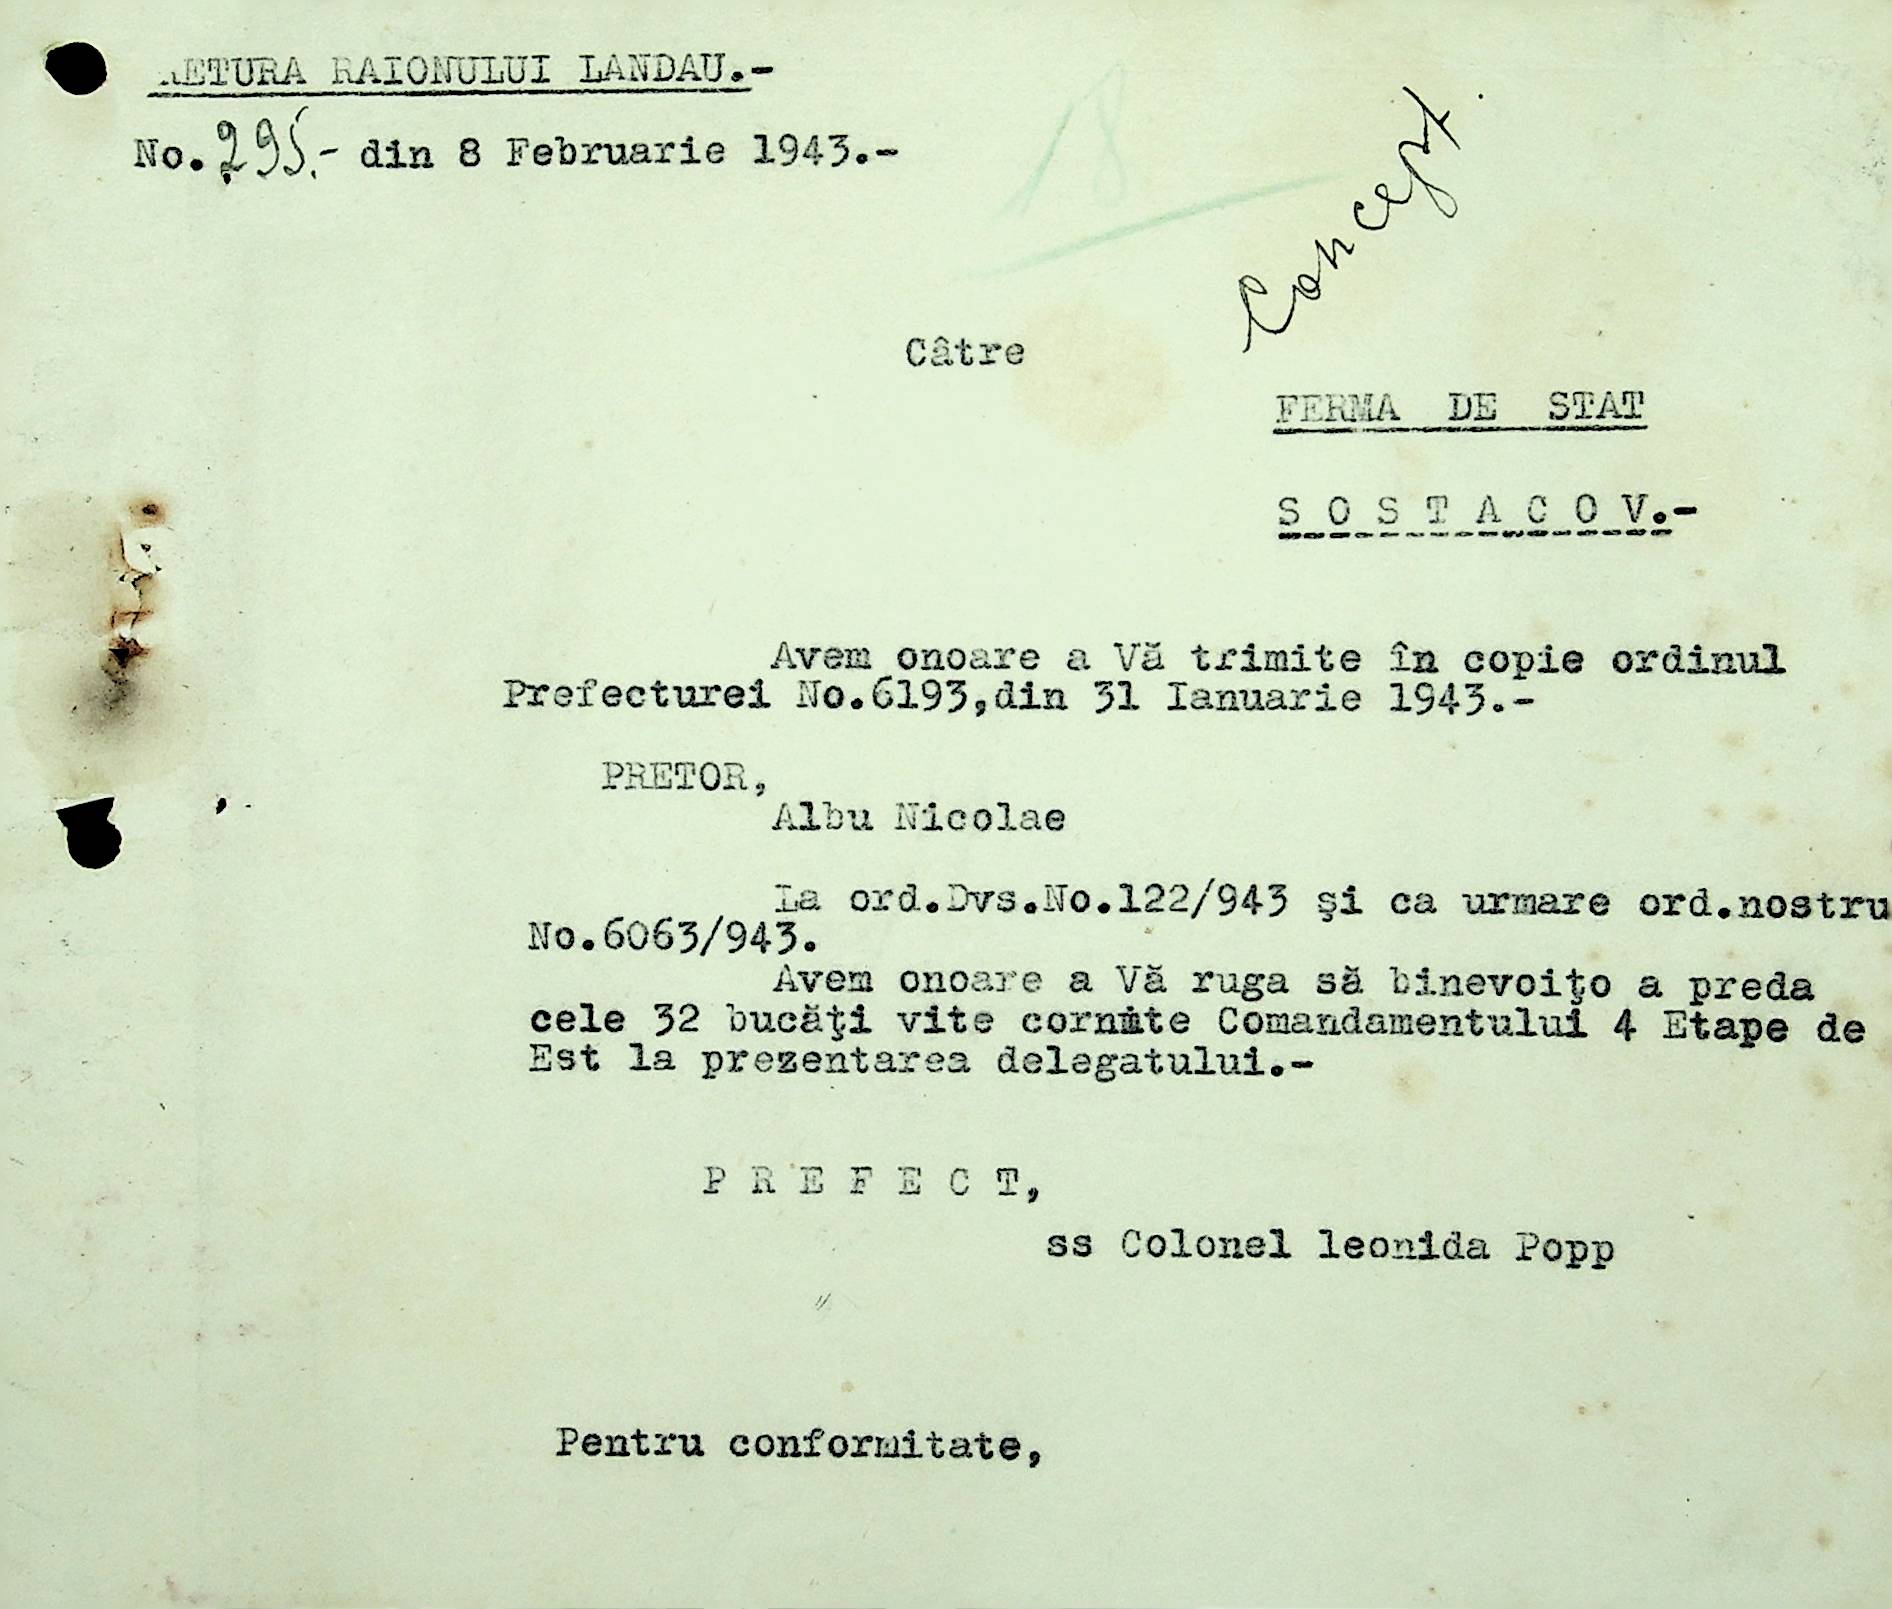 RETURA RAIONULUI LANDAU.-
No.295.- din 8 Februarie 1943.-
18
Concept.
Câtre
FERMA DE STAT
S O S T A C O V.-
Avem onoare a Vă trimite în copie ordinul
Prefecturei No.6193,din 31 Ianuarie 1943.-
PRETOR,
Albu Nicolae
La ord.Dvs.No.122/943 şi ca urmare ord.nostru
No.6063/943.
Avem onoare a Vă ruga să binevoiţo a preda
cele 32 bucăţi vite cornute Comandamentului 4 Etape de
Est la prezentarea delegatului.-
P R E F E C T,
ss Colonel leonida Popp
Pentru conformitate,